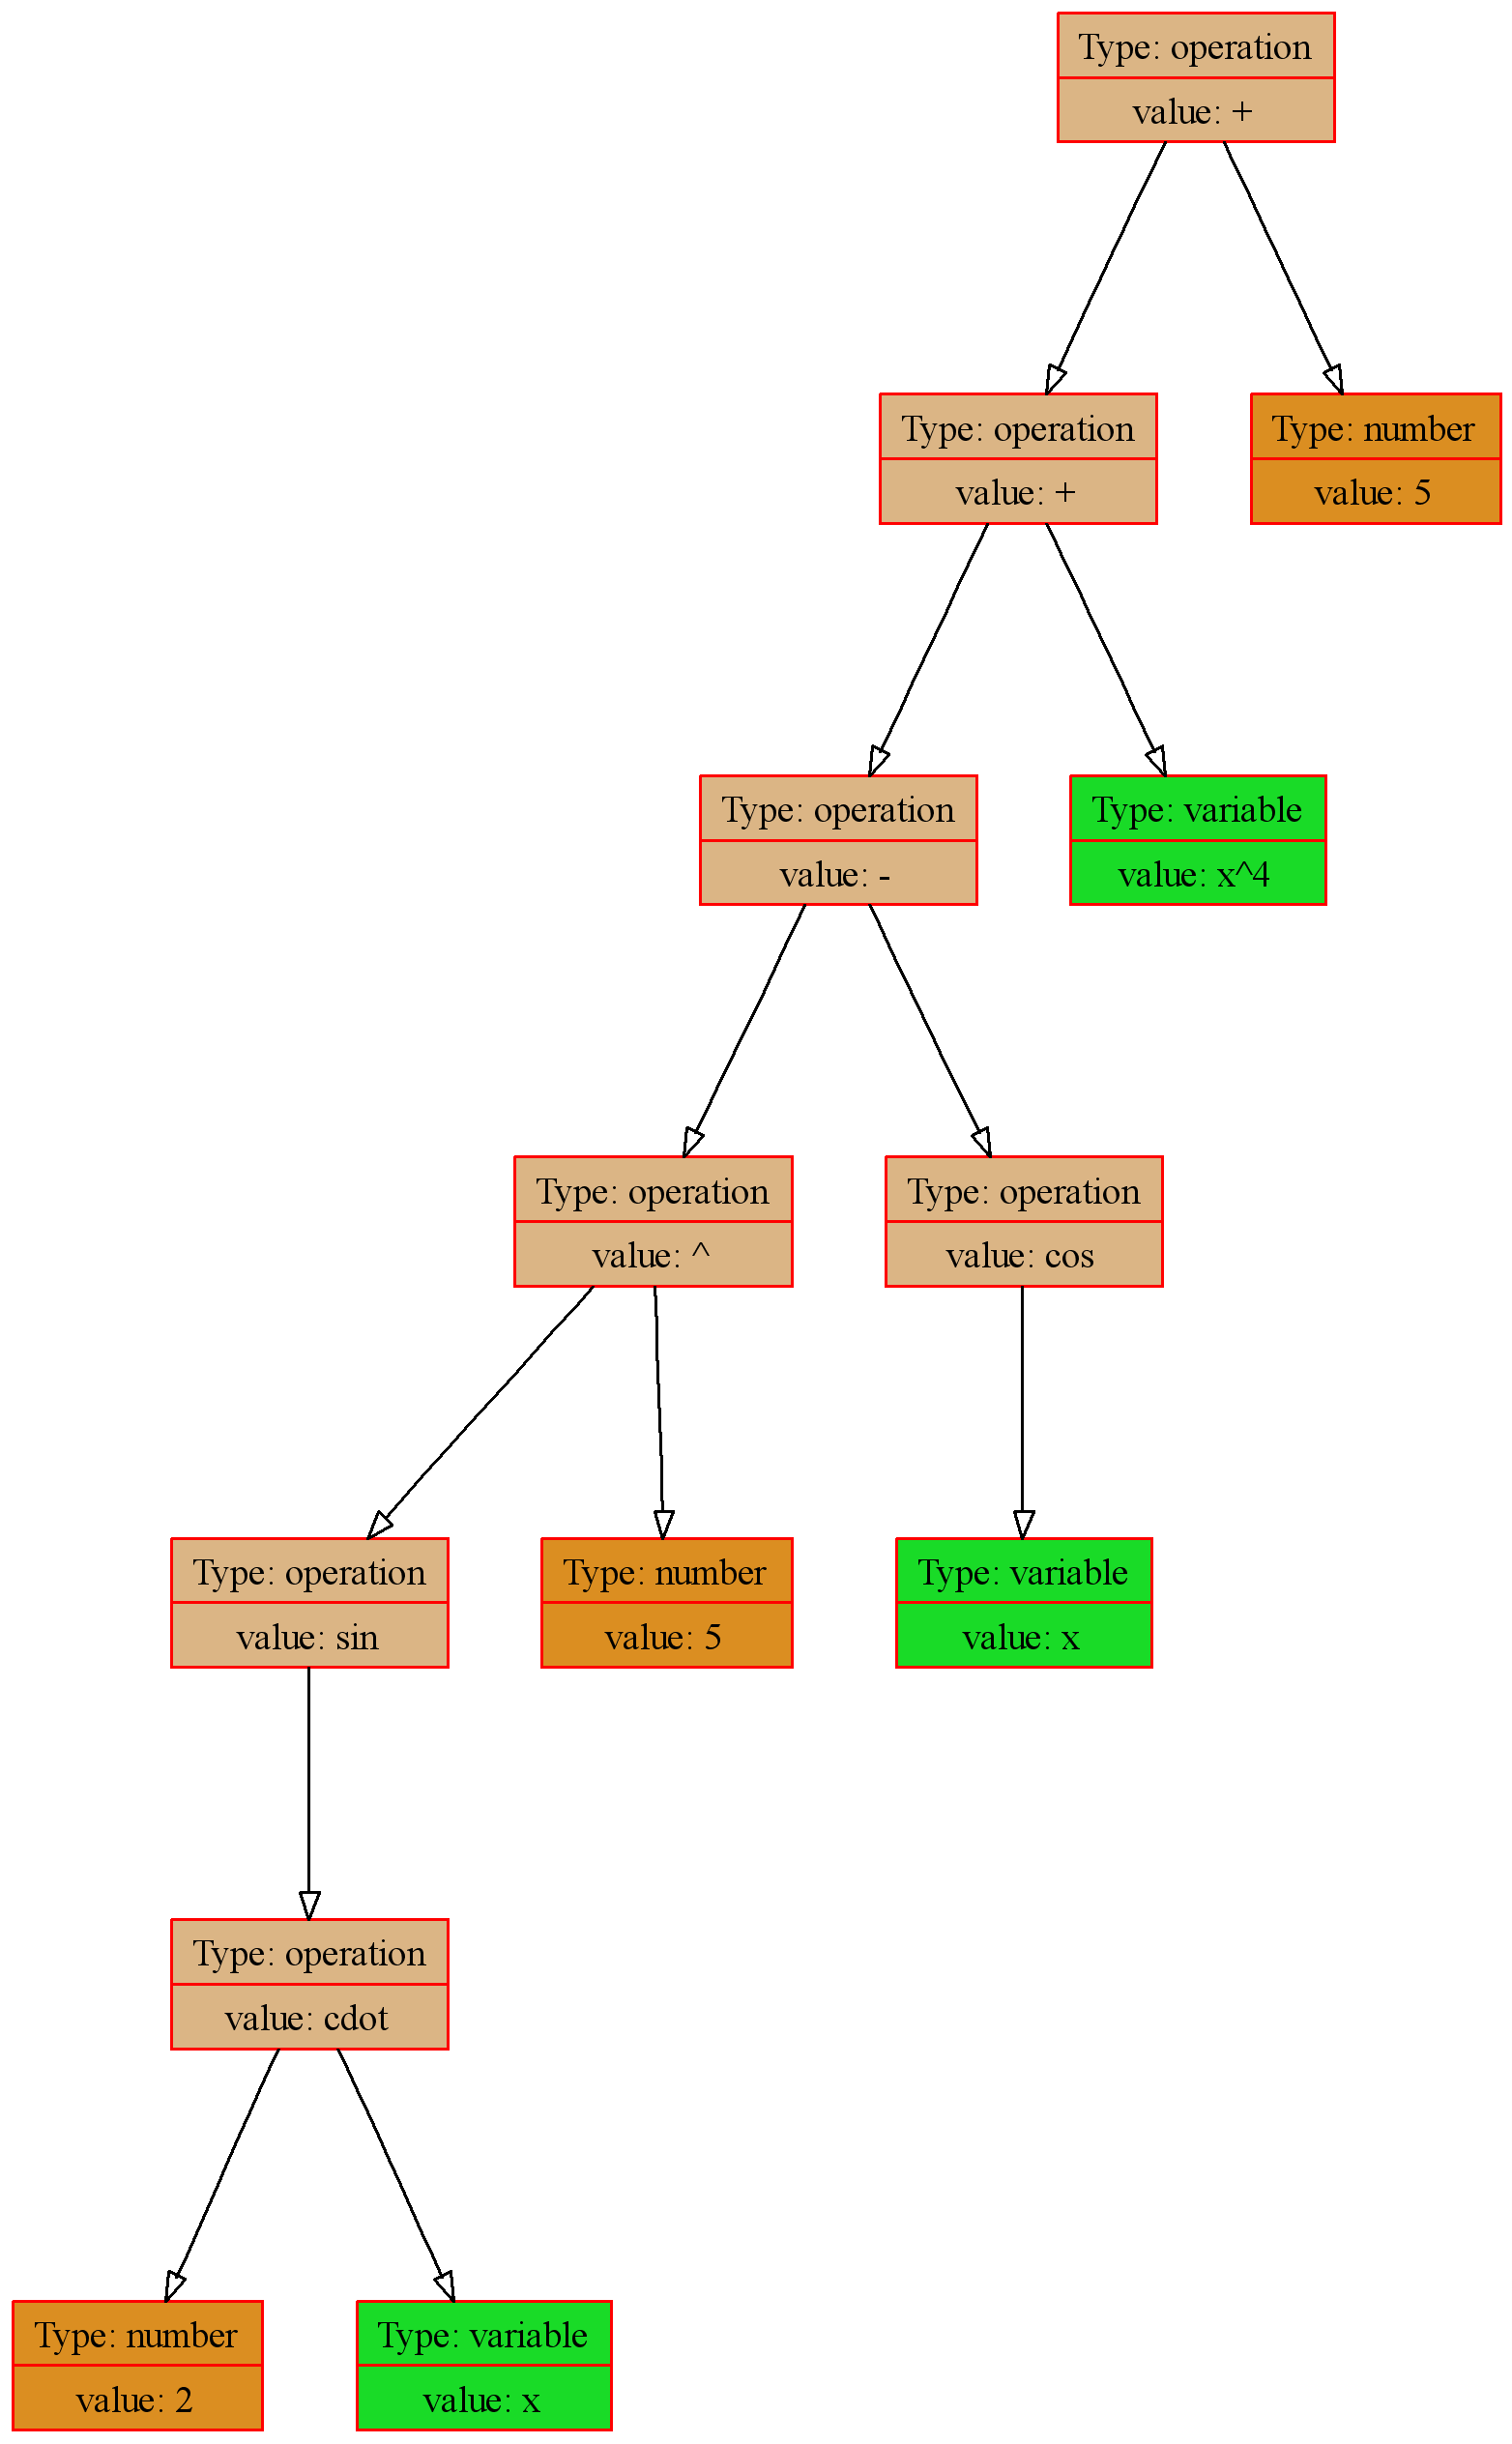 Type: operation
value: +
Type: operation
value: +
Type: number
value: 5
Type: operation
value: -
Type: variable
value: x^4
Type: operation
value: ^
Type: operation
value: cos
Type: operation
value: sin
Type: number
value: 5
Type: variable
value: x
Type: operation
value: cdot
Type: number
value: 2
Type: variable
value: x